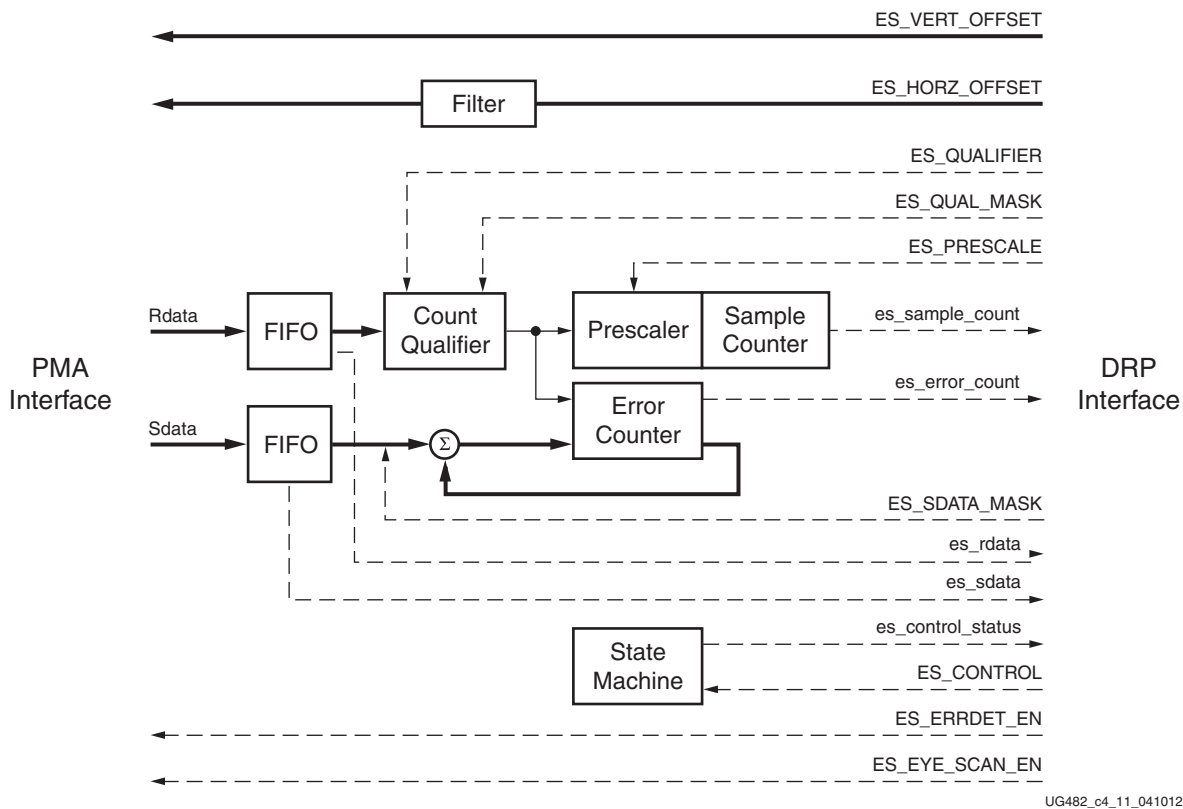 ES_VERT_OFFSET
ES_HORZ_OFFSET
Filter
ES_QUALIFIER
ES_QUAL_MASK
ES_PRESCALE
Rdata
FIFO
Count
Qualifier
Prescaler
Sample
Counter
es_sample_count
PMA
Interface
DRP
Interface
es_error_count
Sdata
FIFO
Σ
Error
Counter
ES_SDATA_MASK
es_rdata
es_sdata
State
Machine
es_control_status
ES_CONTROL
ES_ERRDET_EN
ES_EYE_SCAN_EN
UG482_c4_11_041012